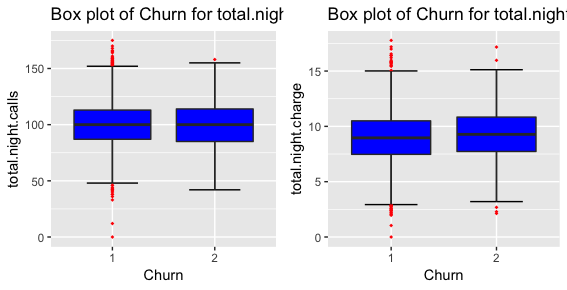 Box plot of Churn for total.nigh
total.night.calls
150
100
50
0
1
2
Churn
Box plot of Churn for total.night
total.night.charge
15
10
5
0
1
2
Churn